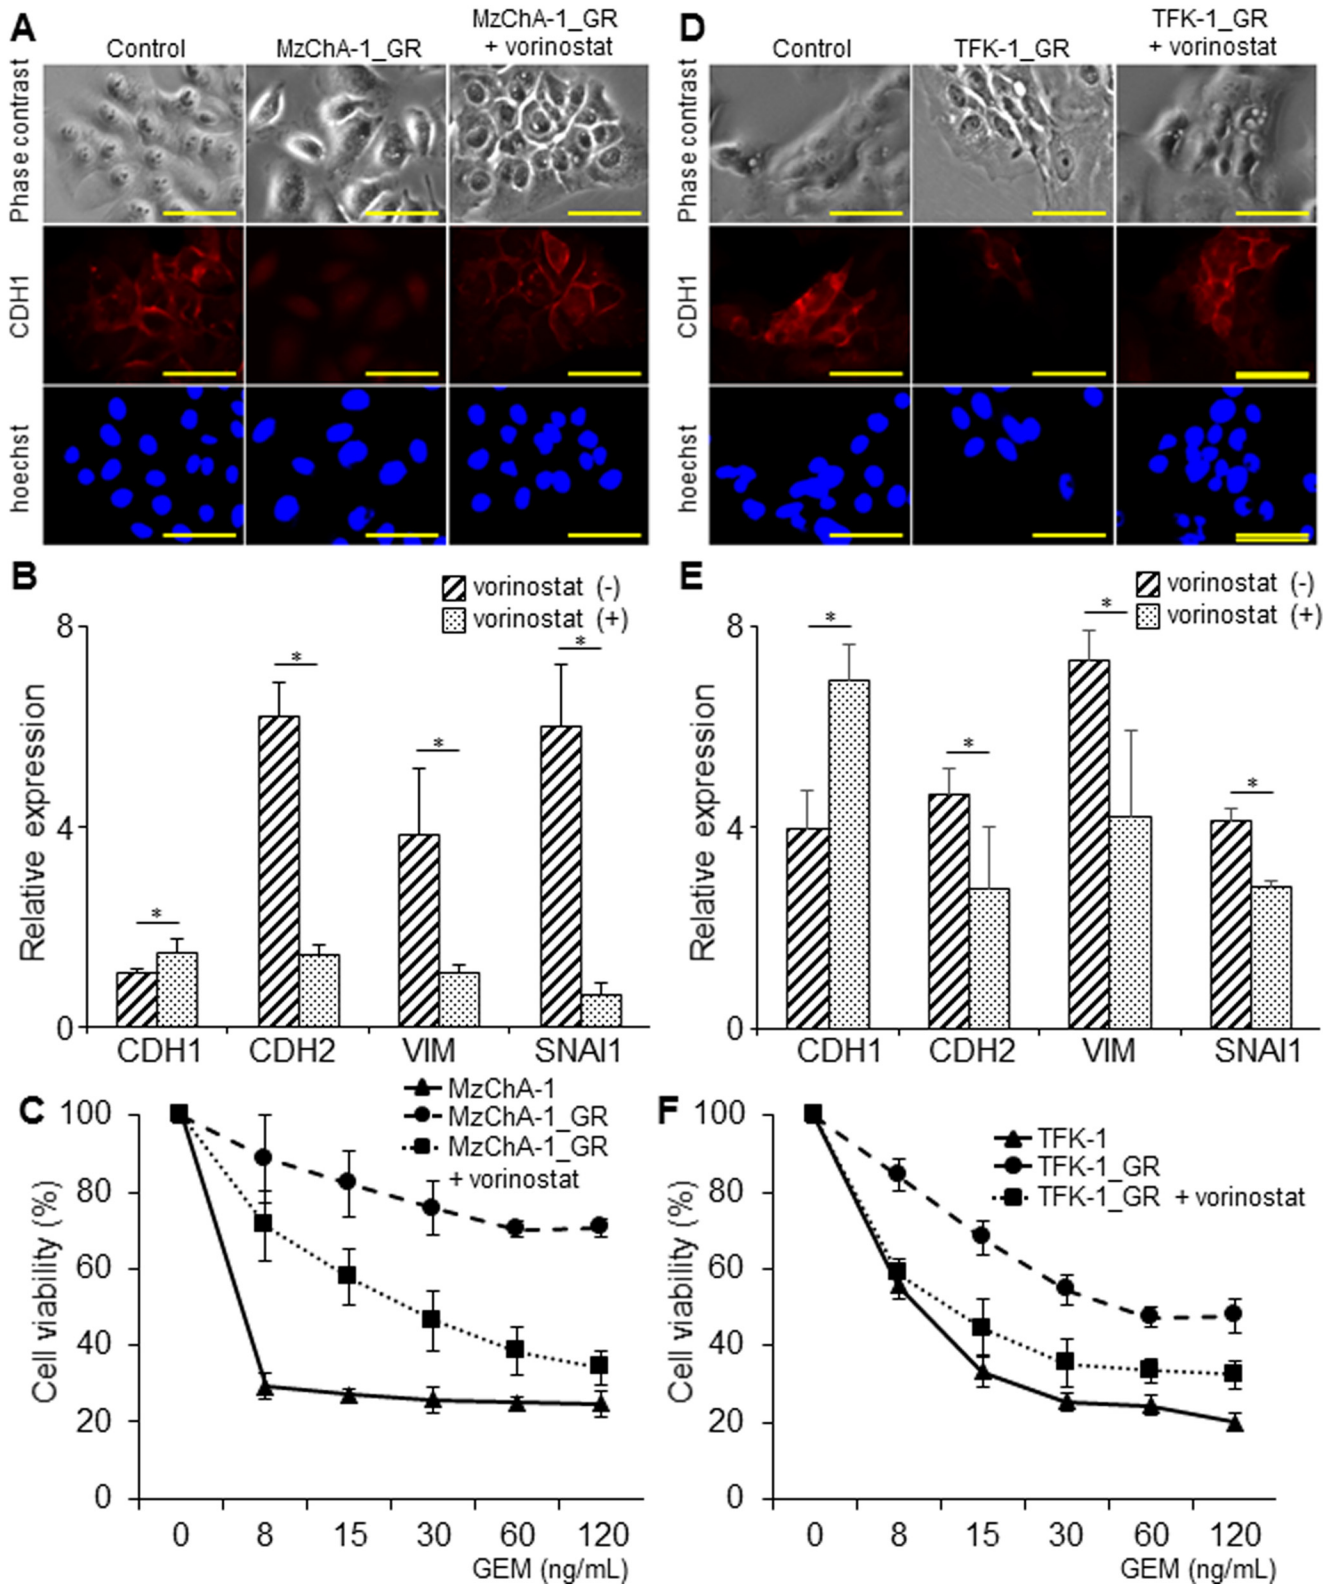 A
Control
MzChA-1_GR
MzChA-1_GR
+ vorinostat
Phase contrast
CDH1
hoechst
D
Control
TFK-1_GR
TFK-1_GR
+ vorinostat
Phase contrast
CDH1
hoechst
B
vorinostat (-)
vorinostat (+)
Relative expression
8
4
0
*
*
*
*
CDH1
CDH2
VIM
SNAI1
E
vorinostat (-)
vorinostat (+)
Relative expression
8
4
0
*
*
*
*
CDH1
CDH2
VIM
SNAI1
C
MzChA-1
MzChA-1_GR
MzChA-1_GR
+ vorinostat
Cell viability (%)
100
80
60
40
20
0
0 8 15 30 60 120
GEM (ng/mL)
F
TFK-1
TFK-1_GR
TFK-1_GR + vorinostat
Cell viability (%)
100
80
60
40
20
0
0 8 15 30 60 120
GEM (ng/mL)